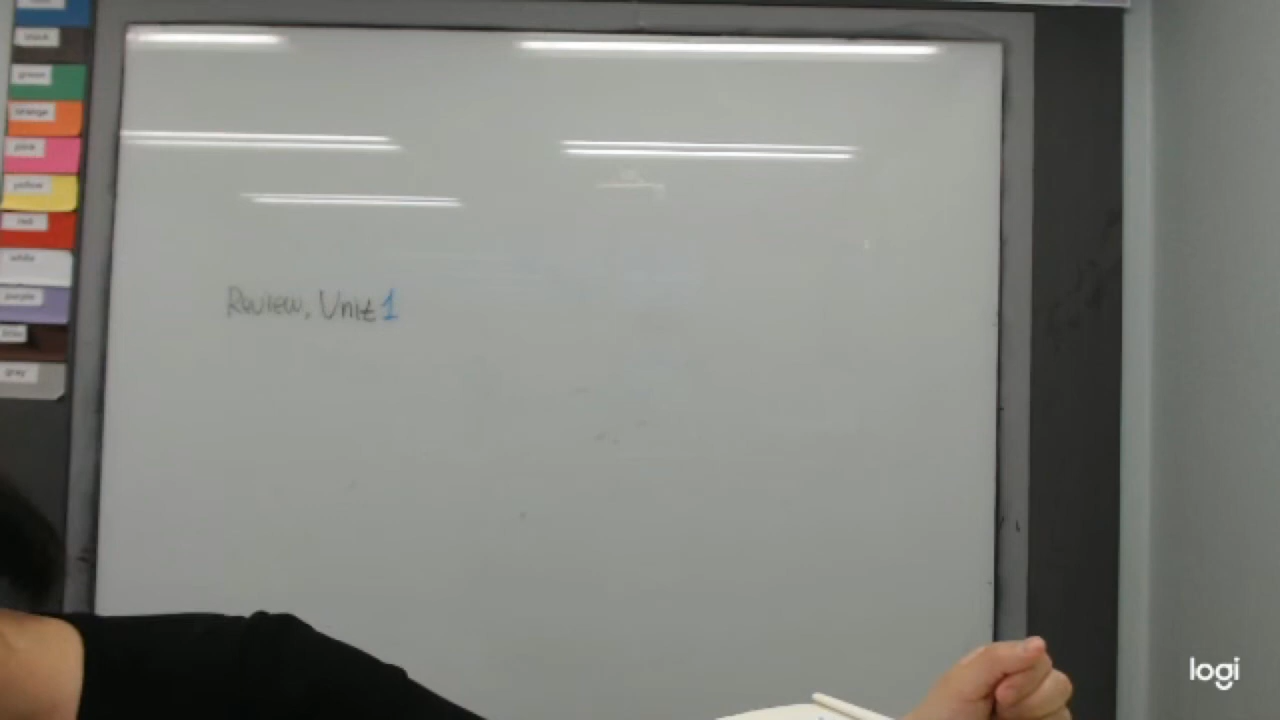 black
green
orange
pink
yellow
red
white
purple
gray
Review, Unit 1
logi